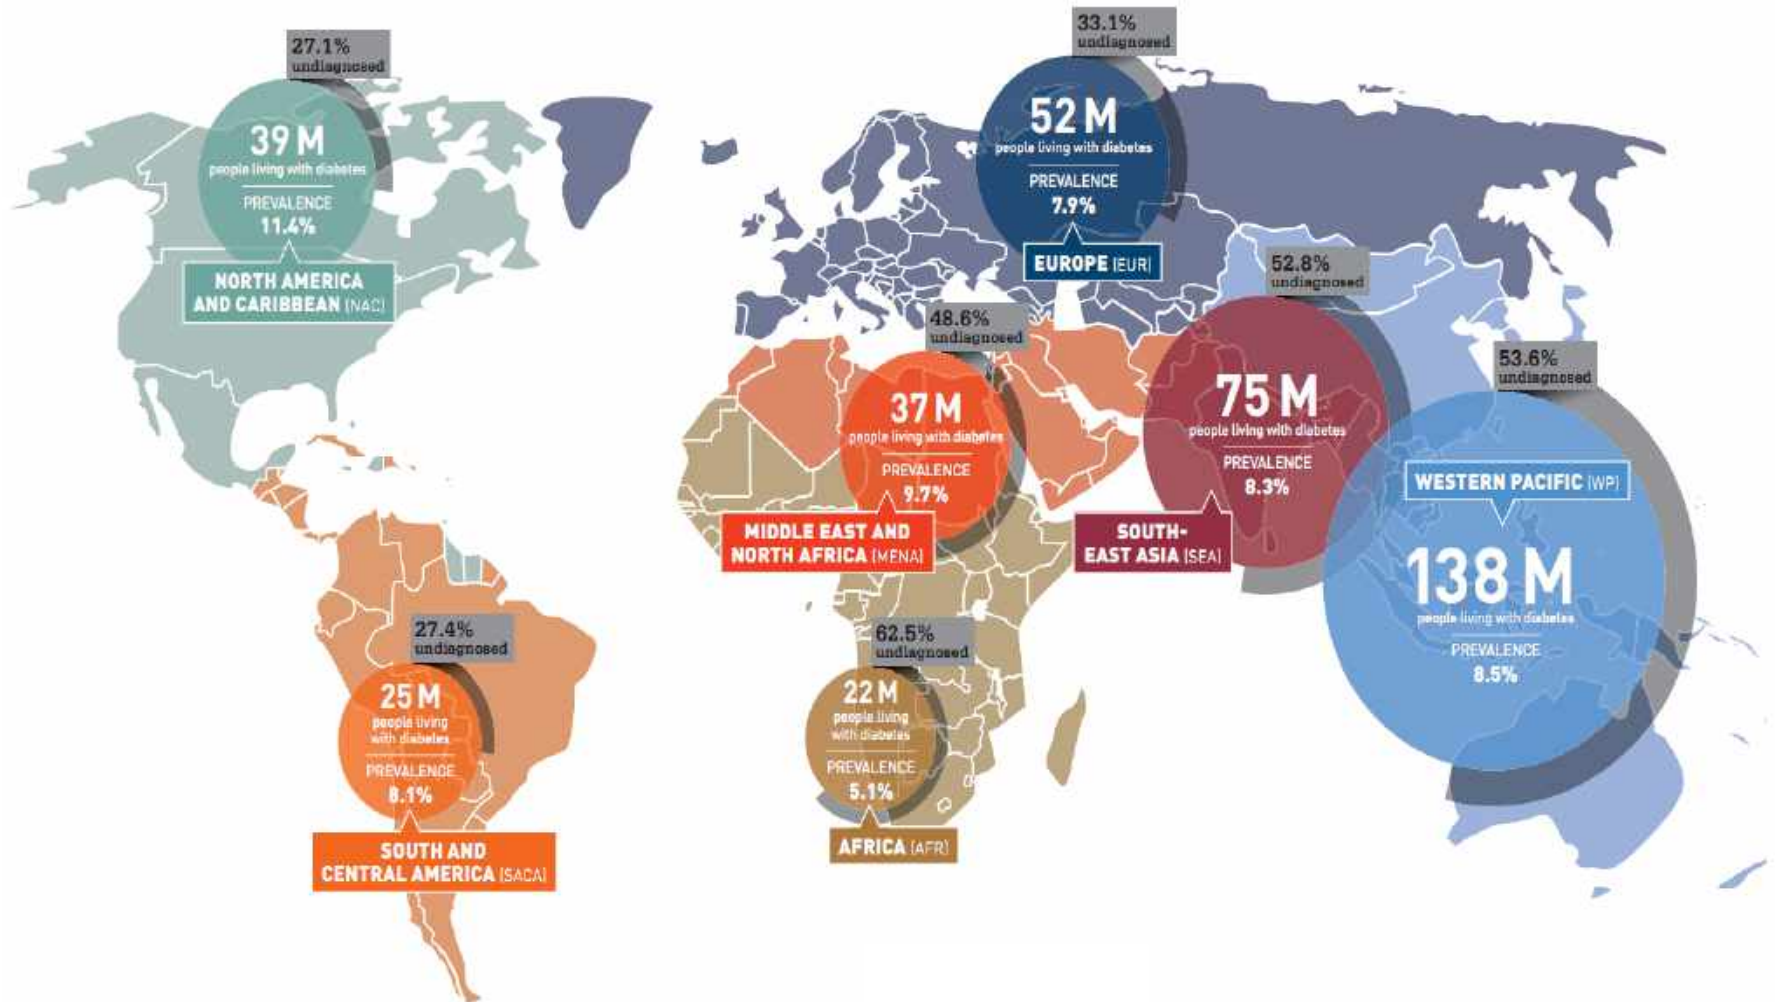 27.1%
undiagnosed
39 M
people living with diabetes
PREVALENCE
11.4%
NORTH AMERICA
AND CARIBBEAN (NAC)
33.1%
undiagnosed
52 M
people living with diabetes
PREVALENCE
7.9%
EUROPE (EUR)
48.6%
undiagnosed
37 M
people living with diabetes
PREVALENCE
9.7%
MIDDLE EAST AND
NORTH AFRICA (MENA)
52.8%
undiagnosed
75 M
people living with diabetes
PREVALENCE
8.3%
SOUTH-
EAST ASIA (SEA)
53.6%
undiagnosed
WESTERN PACIFIC (WP)
138 M
people living with diabetes
PREVALENCE
8.5%
27.4%
undiagnosed
25 M
people living
with diabetes
PREVALENCE
8.1%
SOUTH AND
CENTRAL AMERICA (SACA)
62.5%
undiagnosed
22 M
people living
with diabetes
PREVALENCE
5.1%
AFRICA (AFR)